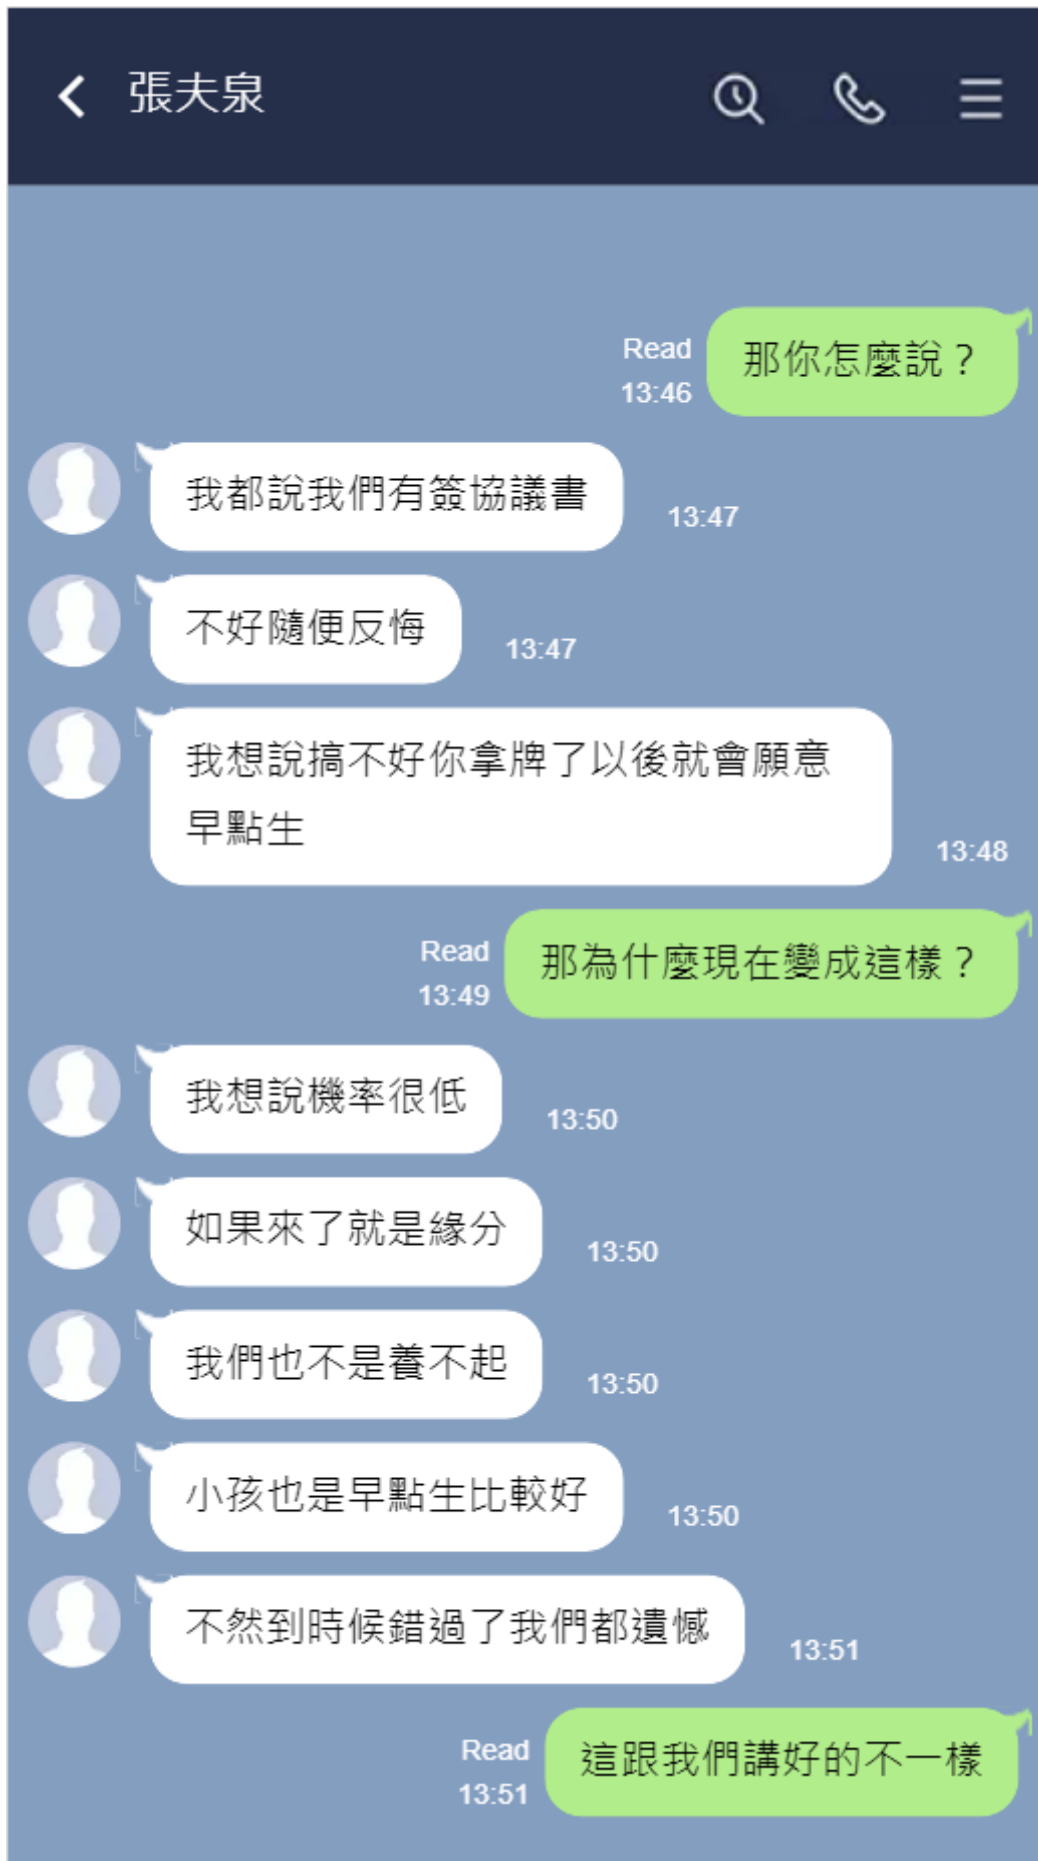 張夫泉
那你怎麼說？
Read
13:46
我都說我們有簽協議書
13:47
不好隨便反悔
13:47
我想說搞不好你拿牌了以後就會願意
早點生
13:48
那為什麼現在變成這樣？
Read
13:49
我想說機率很低
13:50
如果來了就是緣分
13:50
我們也不是養不起
13:50
小孩也是早點生比較好
13:50
不然到時候錯過了我們都遺憾
13:51
這跟我們講好的不一樣
Read
13:51